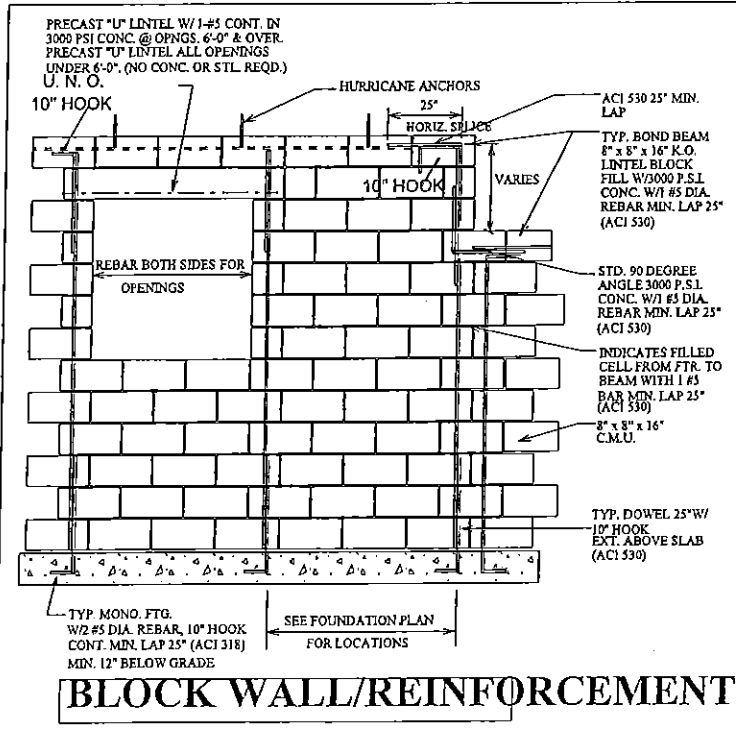 PRECAST "U" LINTEL W/ 1-#5 CONT. IN
3000 PSI CONC. @ OPNGS. 6'-0" & OVER.
PRECAST "U" LINTEL ALL OPENINGS
UNDER 6'-0". (NO CONC. OR STL. REQD.)
U. N. O.
10" HOOK
HURRICANE ANCHORS
25"
HORIZ. SPLICE
ACI 530 25" MIN.
LAP
TYP. BOND BEAM
8" x 8" x 16" K.O.
LINTEL BLOCK
FILL W/3000 P.S.I.
CONC. W/1 #5 DIA.
REBAR MIN. LAP 25"
(ACI 530)
10" HOOK
VARIES
REBAR BOTH SIDES FOR
OPENINGS
STD. 90 DEGREE
ANGLE 3000 P.S.I.
CONC. W/1 #5 DIA.
REBAR MIN. LAP 25"
(ACI 530)
INDICATES FILLED
CELL FROM FTR. TO
BEAM WITH 1 #5
BAR MIN. LAP 25"
(ACI 530)
8" x 8" x 16"
C.M.U.
TYP. DOWEL 25" W/
10" HOOK
EXT. ABOVE SLAB
(ACI 530)
TYP. MONO. FTG.
W/2 #5 DIA. REBAR, 10" HOOK
CONT. MIN. LAP 25" (ACI 318)
MIN. 12" BELOW GRADE
SEE FOUNDATION PLAN
FOR LOCATIONS
BLOCK WALL/REINFORCEMENT